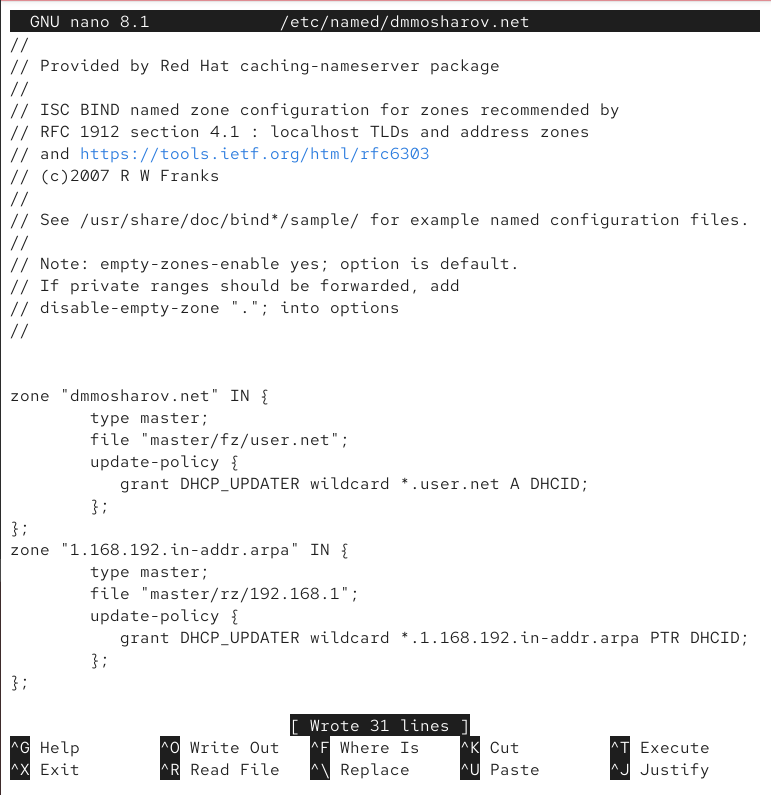 GNU nano 8.1 /etc/named/dmmosharov.net
//
// Provided by Red Hat caching-nameserver package
//
// ISC BIND named zone configuration for zones recommended by
// RFC 1912 section 4.1 : localhost TLDs and address zones
// and https://tools.ietf.org/html/rfc6303
// (c)2007 R W Franks
//
// See /usr/share/doc/bind*/sample/ for example named configuration files.
//
// Note: empty-zones-enable yes; option is default.
// If private ranges should be forwarded, add
// disable-empty-zone "."; into options
//
zone "dmmosharov.net" IN {
        type master;
        file "master/fz/user.net";
        update-policy {
           grant DHCP_UPDATER wildcard *.user.net A DHCID;
        };
};
zone "1.168.192.in-addr.arpa" IN {
        type master;
        file "master/rz/192.168.1";
        update-policy {
           grant DHCP_UPDATER wildcard *.1.168.192.in-addr.arpa PTR DHCID;
        };
};
[ Wrote 31 lines ]
^G Help ^O Write Out ^F Where Is ^K Cut ^T Execute
^X Exit ^R Read File ^\ Replace ^U Paste ^J Justify